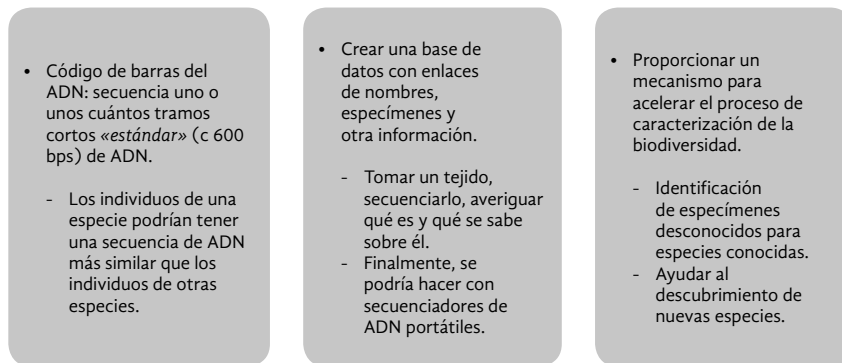 • Código de barras del
ADN: secuencia uno o
unos cuántos tramos
cortos «estándar» (c 600
bps) de ADN.
- Los individuos de una
especie podrían tener
una secuencia de ADN
más similar que los
individuos de otras
especies.
• Crear una base de
datos con enlaces
de nombres,
especímenes y
otra información.
- Tomar un tejido,
secuenciarlo, averiguar
qué es y qué se sabe
sobre él.
- Finalmente, se
podría hacer con
secuenciadores de
ADN portátiles.
• Proporcionar un
mecanismo para
acelerar el proceso de
caracterización de la
biodiversidad.
- Identificación
de especímenes
desconocidos para
especies conocidas.
- Ayudar al
descubrimiento de
nuevas especies.